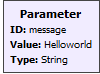 Parameter
ID: message
Value: Helloworld
Type: String